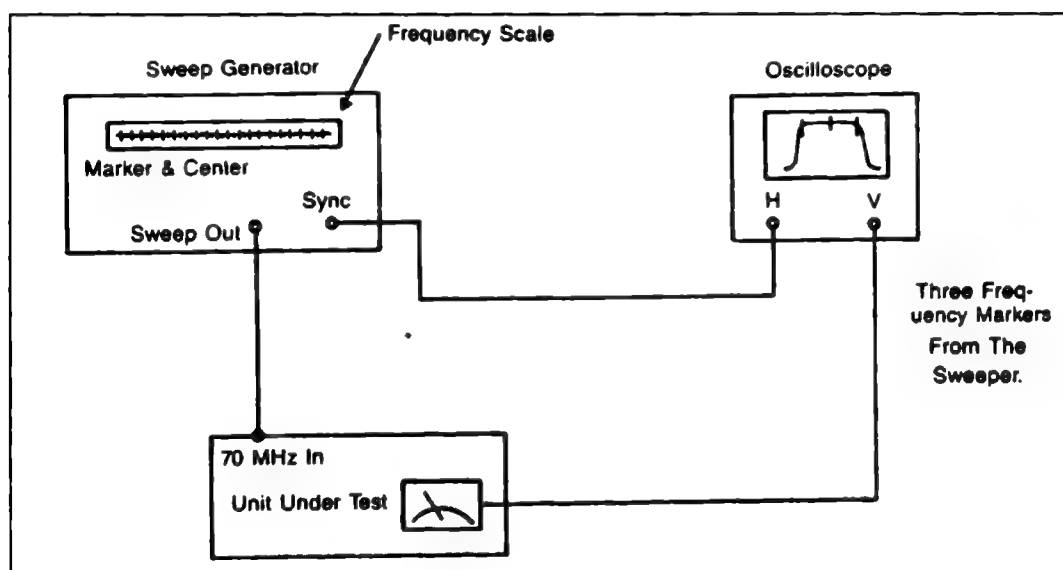 Frequency Scale
Sweep Generator
Oscilloscope
Marker & Center
Sync
Sweep Out
H V
Three Freq-
uency Markers
From The
Sweeper.
70 MHz In
Unit Under Test